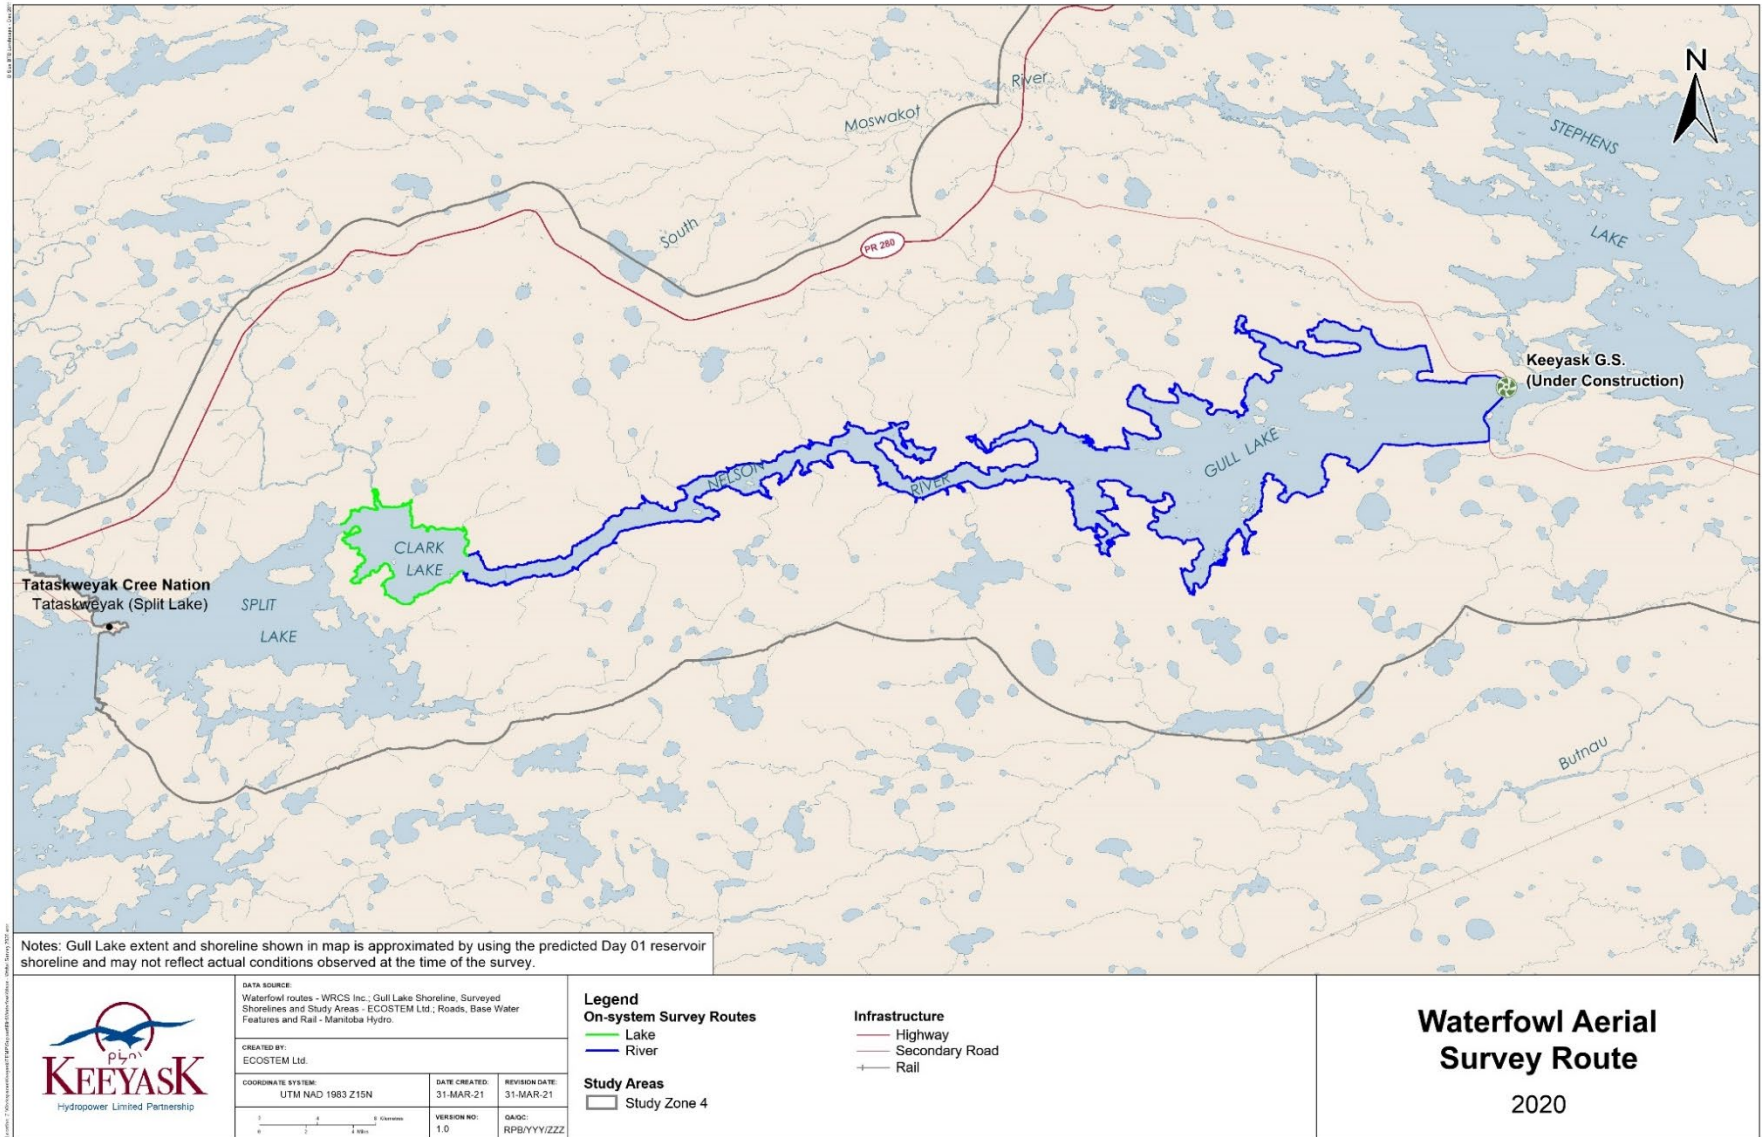 N
River
Moswakot
South
STEPHENS
LAKE
PR 280
Keeyask G.S.
(Under Construction)
GULL LAKE
NELSON
RIVER
CLARK
LAKE
Tataskweyak Cree Nation
Tataskweyak (Split Lake)
SPLIT
LAKE
Butnau
Notes: Gull Lake extent and shoreline shown in map is approximated by using the predicted Day 01 reservoir
shoreline and may not reflect actual conditions observed at the time of the survey.
KEEYASK
Hydropower Limited Partnership
DATA SOURCE:
Waterfowl routes - WRCS Inc.; Gull Lake Shoreline, Surveyed
Shorelines and Study Areas - ECOSTEM Ltd.; Roads, Base Water
Features and Rail - Manitoba Hydro.
CREATED BY:
ECOSTEM Ltd.
COORDINATE SYSTEM:
UTM NAD 1983 Z15N
DATE CREATED:
31-MAR-21
REVISION DATE:
31-MAR-21
VERSION NO:
1.0
QA/QC:
RPB/YYY/ZZZ
Legend
On-system Survey Routes
Lake
River
Study Areas
Study Zone 4
Infrastructure
Highway
Secondary Road
Rail
Waterfowl Aerial
Survey Route
2020